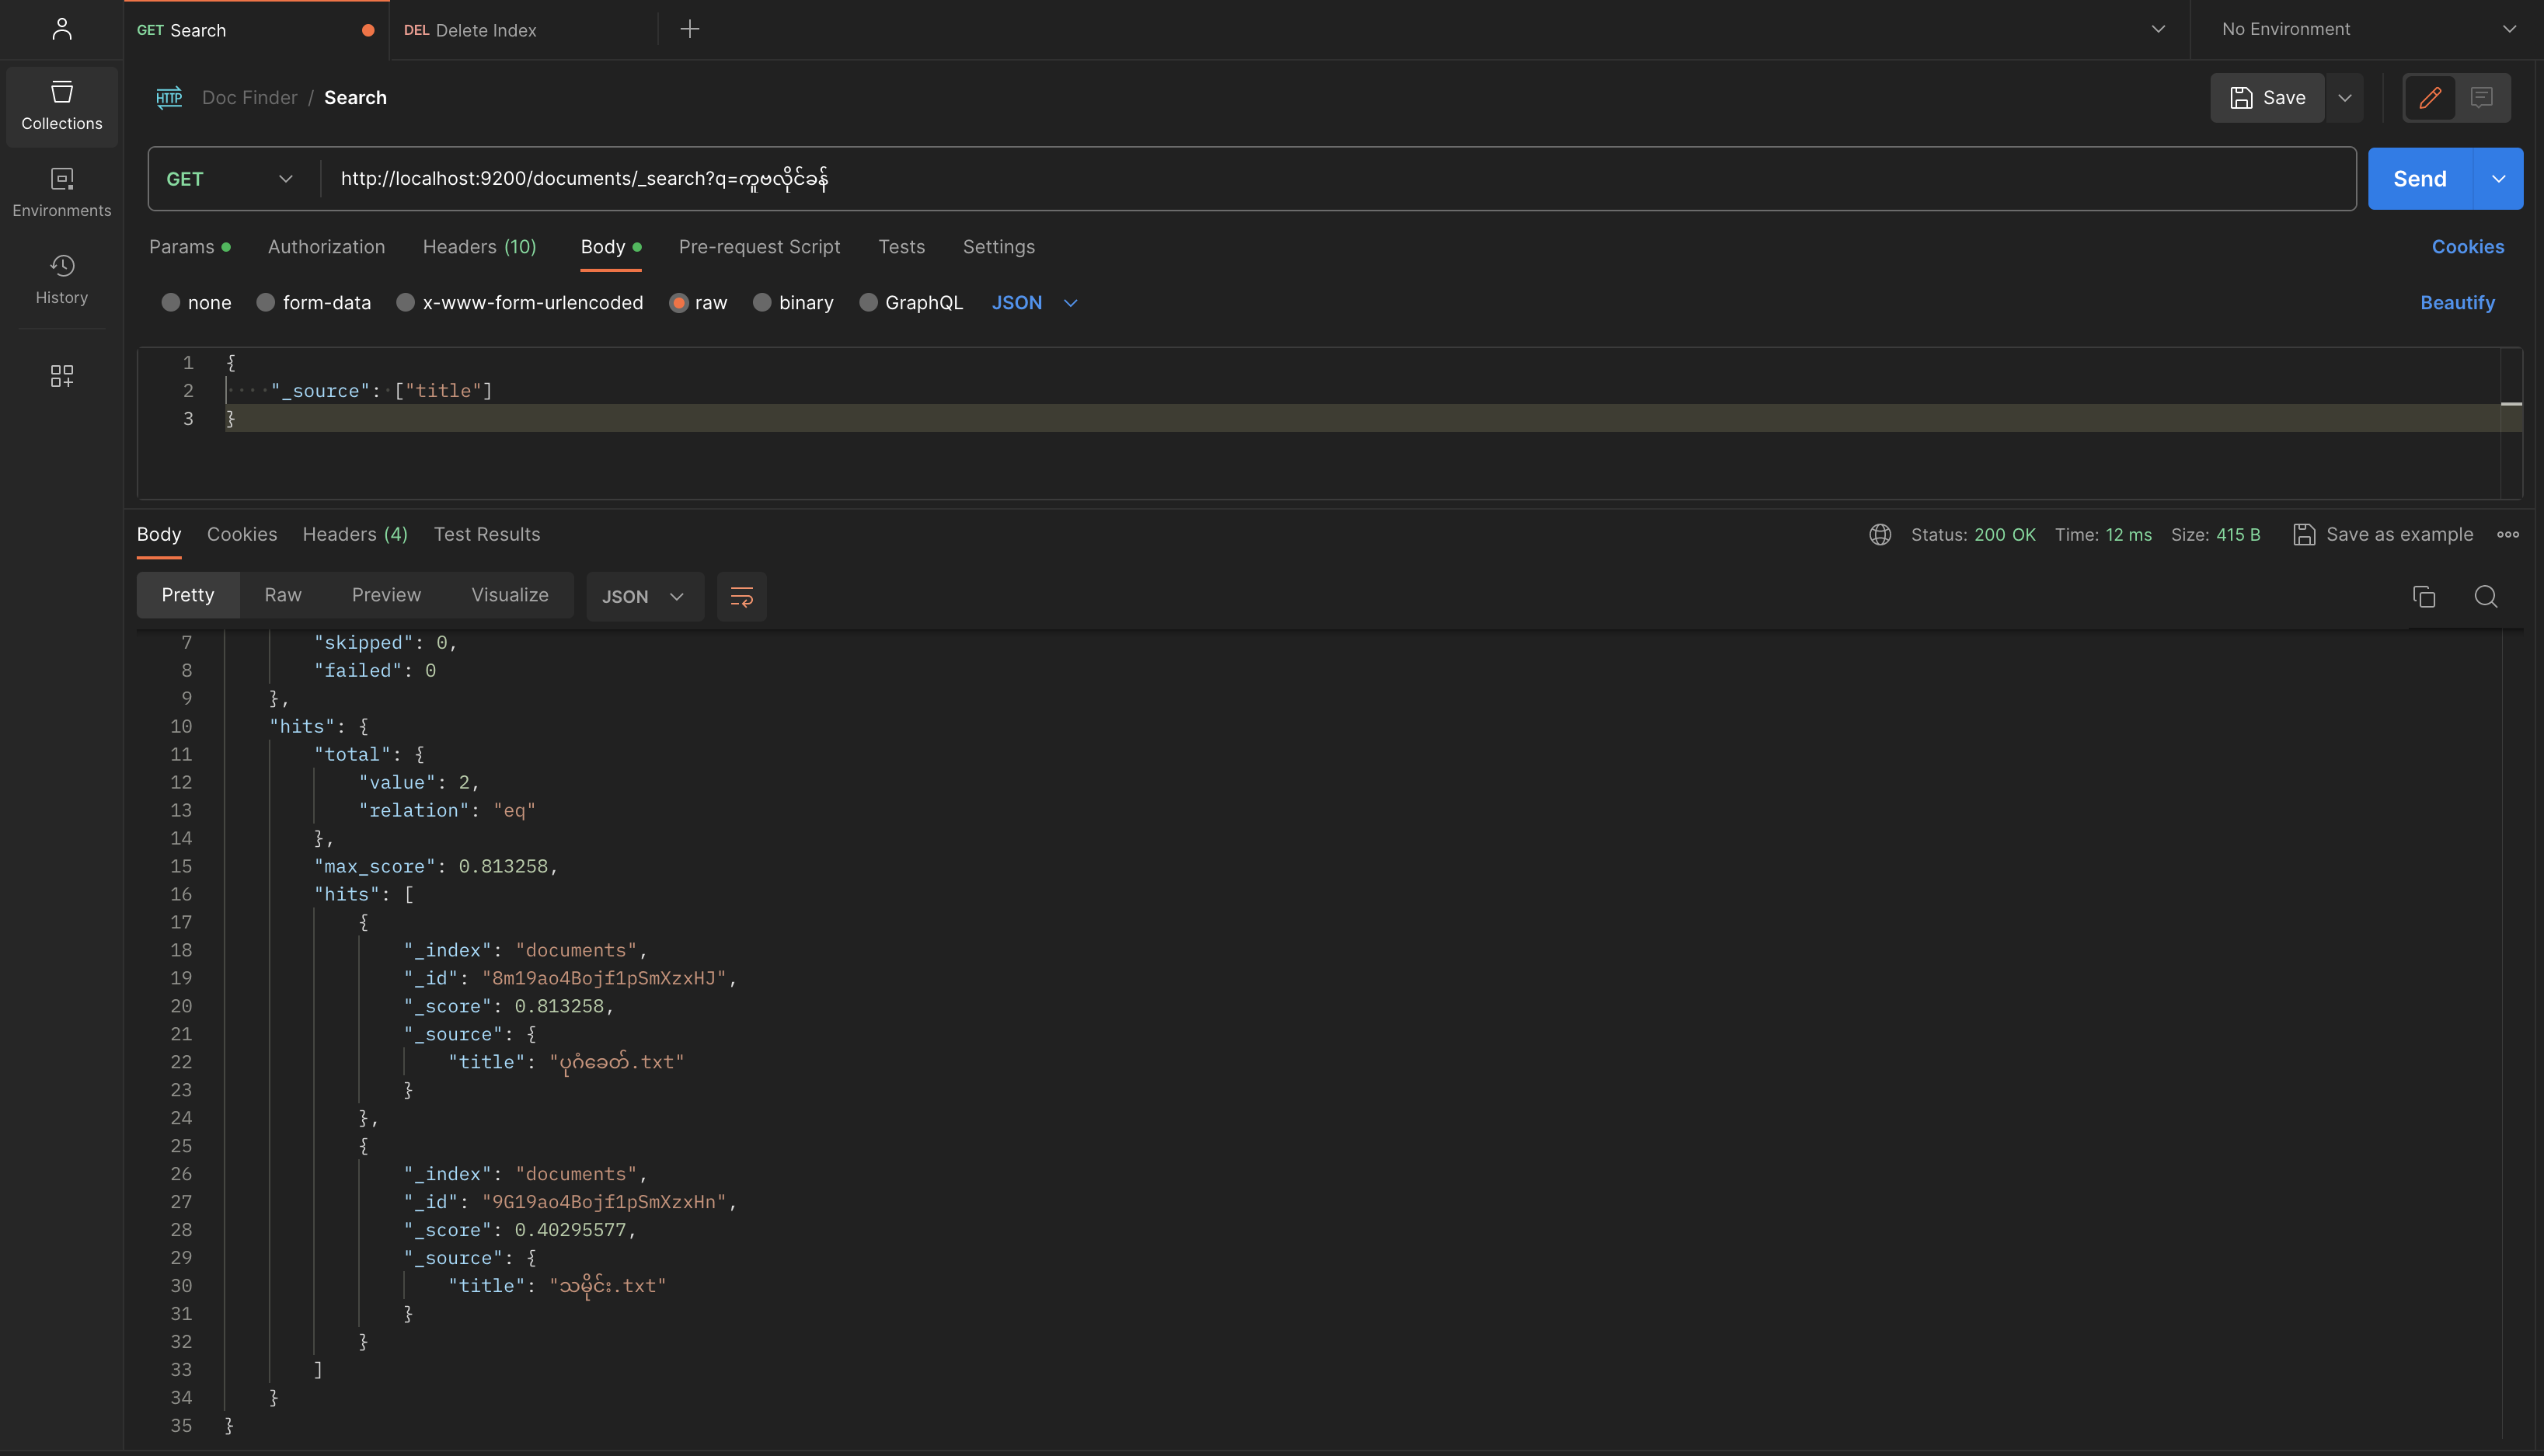 GET Search
DEL Delete Index
No Environment
Collections
Environments
History
HTTP Doc Finder / Search
Save
GET http://localhost:9200/documents/_search?q=ကူဗလိုင်ခန်
Send
Params Authorization Headers (10) Body Pre-request Script Tests Settings Cookies
none form-data x-www-form-urlencoded raw binary GraphQL JSON Beautify
1 {
2 "_source": ["title"]
3 }
Body Cookies Headers (4) Test Results Status: 200 OK Time: 12 ms Size: 415 B Save as example
Pretty Raw Preview Visualize JSON
7 "skipped": 0,
8 "failed": 0
9 },
10 "hits": {
11 "total": {
12 "value": 2,
13 "relation": "eq"
14 },
15 "max_score": 0.813258,
16 "hits": [
17 {
18 "_index": "documents",
19 "_id": "8m19ao4Bojf1pSmXzxHJ",
20 "_score": 0.813258,
21 "_source": {
22 "title": "ပုဂံခေတ်.txt"
23 }
24 },
25 {
26 "_index": "documents",
27 "_id": "9G19ao4Bojf1pSmXzxHn",
28 "_score": 0.40295577,
29 "_source": {
30 "title": "သမိုင်း.txt"
31 }
32 }
33 ]
34 }
35 }